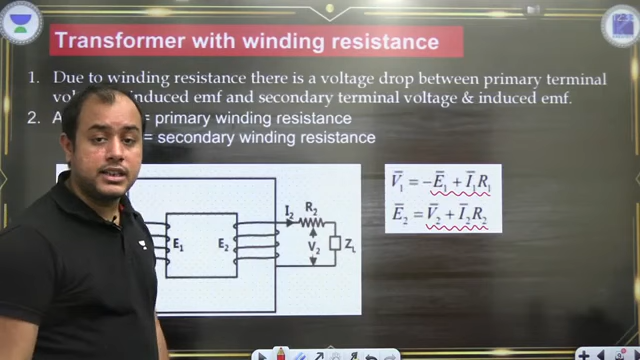 Transformer with winding resistance
1. Due to winding resistance there is a voltage drop between primary terminal
induced emf and secondary terminal voltage & induced emf.
2. = primary winding resistance
= secondary winding resistance
V̄₁ = −Ē₁ + Ī₁R₁
Ē₂ = V̄₂ + Ī₂R₂
I₂ R₂
E₁ E₂ V₂ Z_L